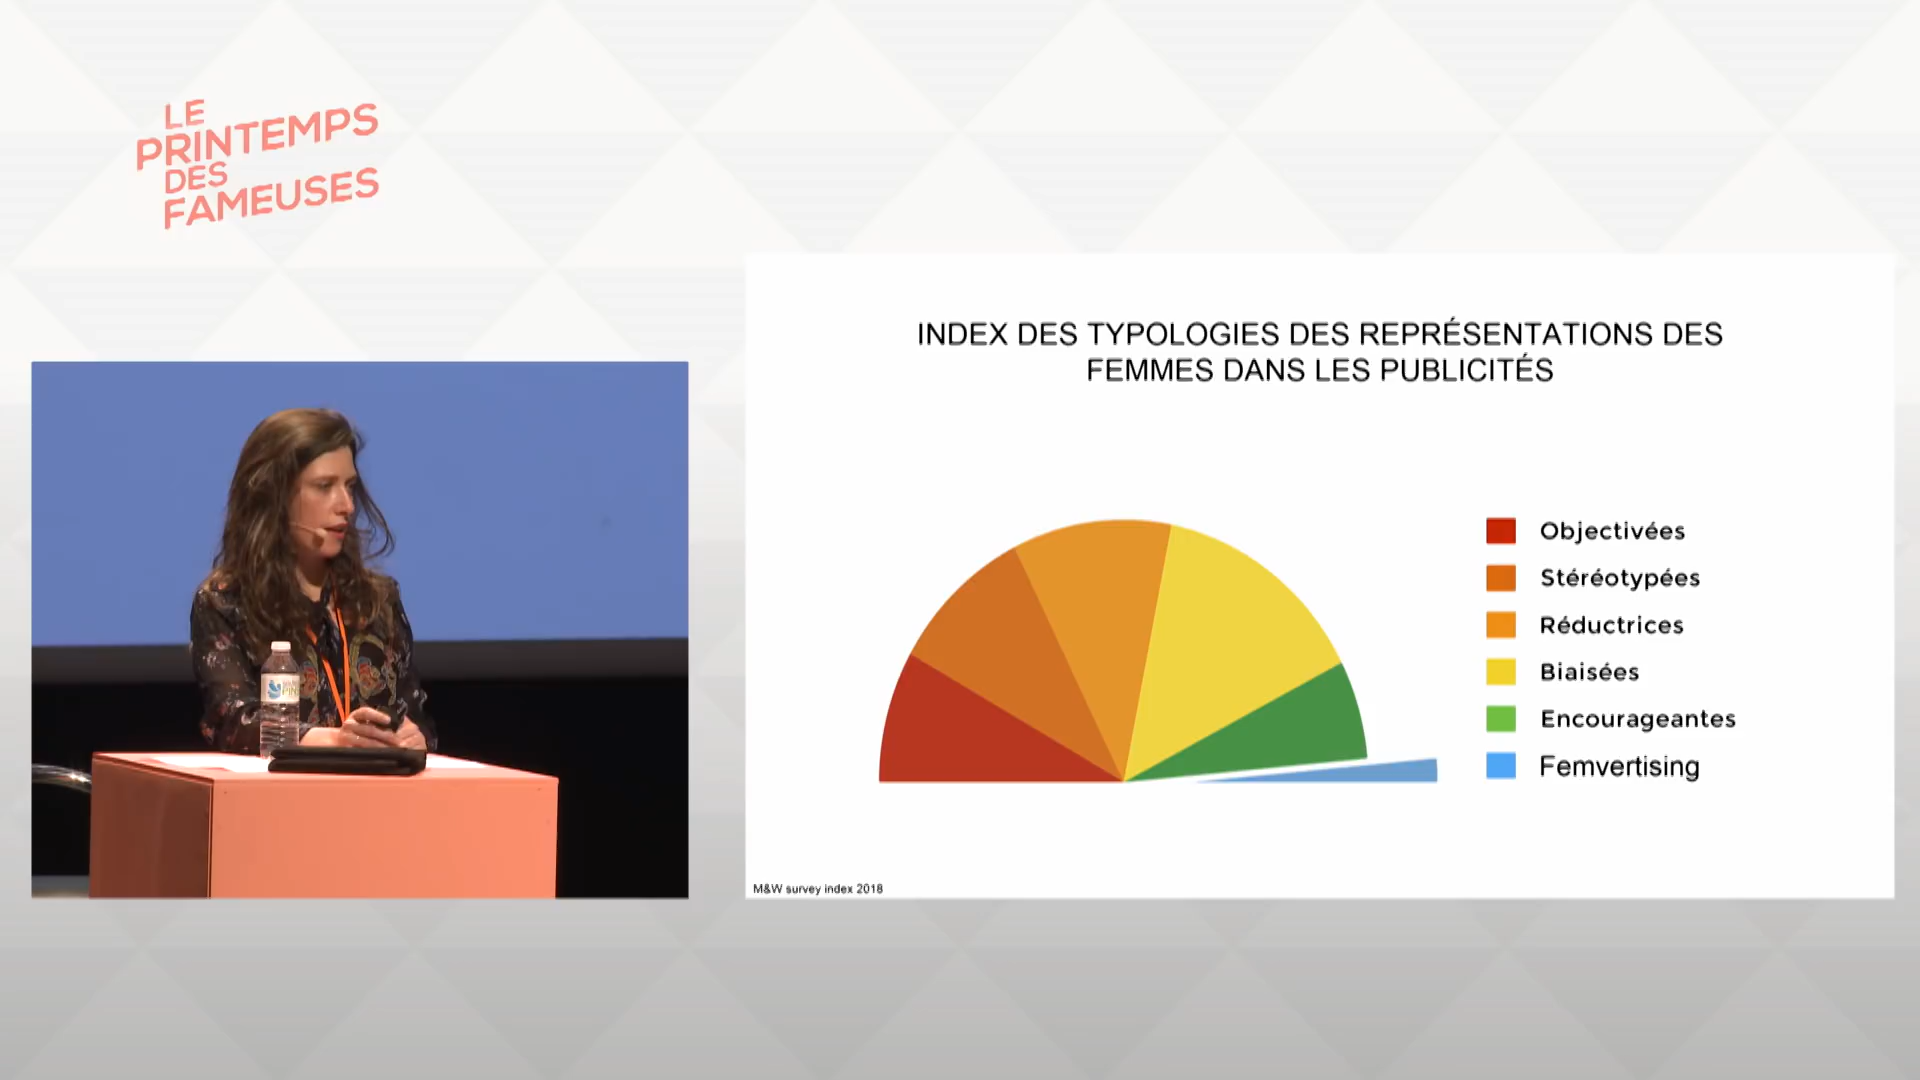 LE
PRINTEMPS
DES
FAMEUSES
INDEX DES TYPOLOGIES DES REPRÉSENTATIONS DES
FEMMES DANS LES PUBLICITÉS
Objectivées
Stéréotypées
Réductrices
Biaisées
Encourageantes
Femvertising
M&W survey index 2018